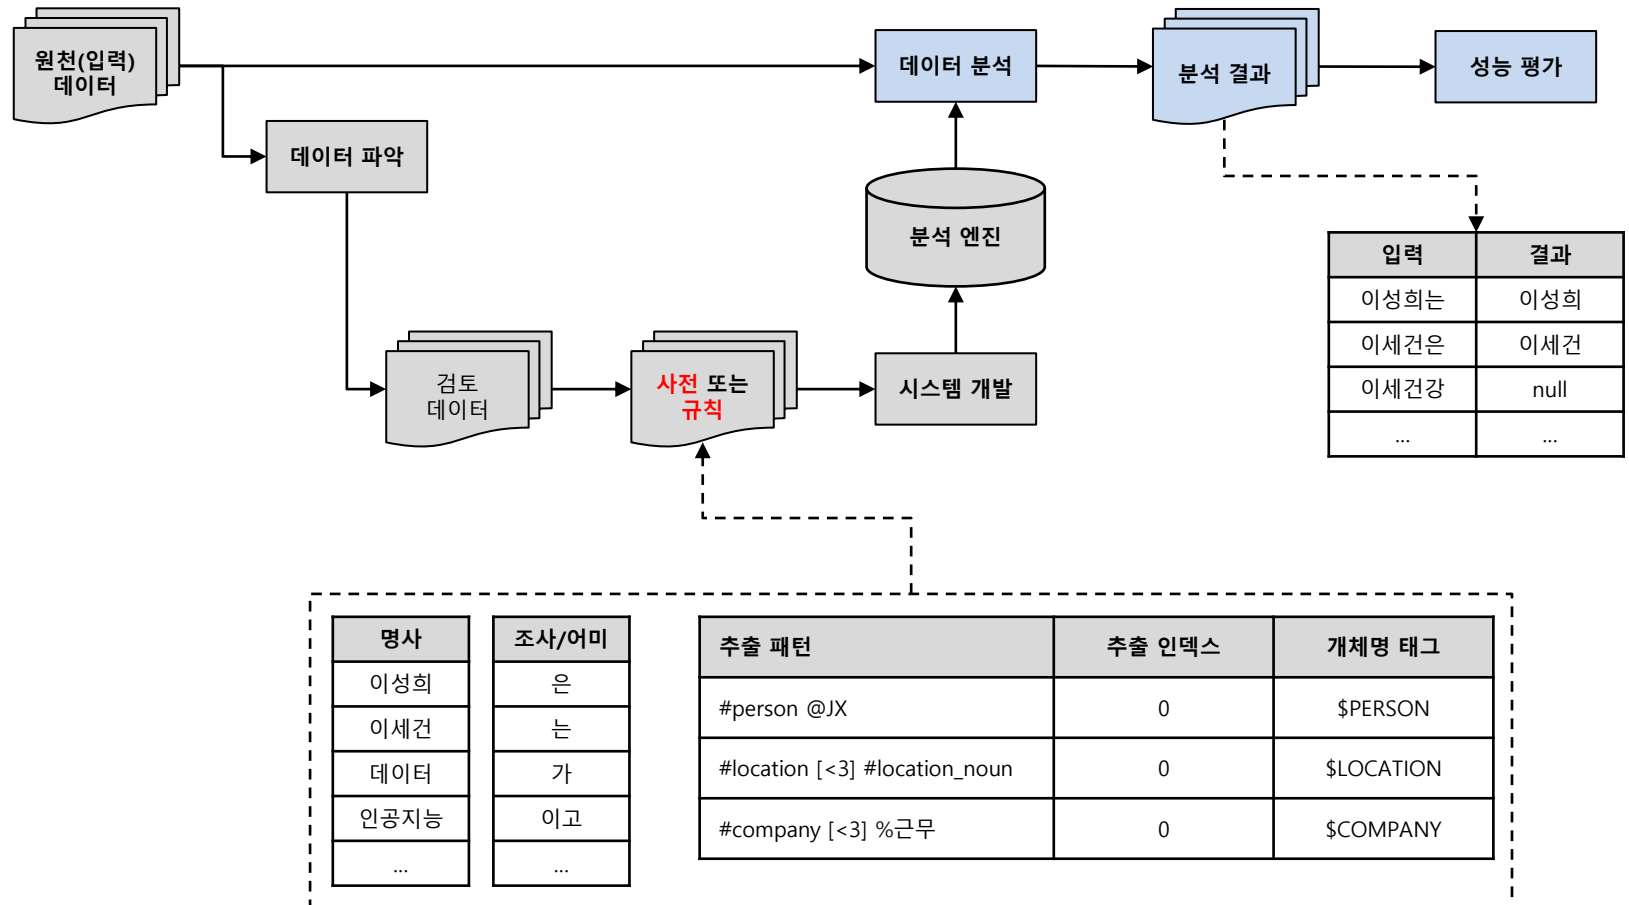 원천(입력)
데이터
데이터 분석
분석 결과
성능 평가
데이터 파악
분석 엔진
검토
데이터
사전 또는
규칙
시스템 개발
입력 결과
이성희는 이성희
이세건은 이세건
이세건강 null
... ...
명사
이성희
이세건
데이터
인공지능
...
조사/어미
은
는
가
이고
...
추출 패턴 추출 인덱스 개체명 태그
#person @JX 0 $PERSON
#location [<3] #location_noun 0 $LOCATION
#company [<3] %근무 0 $COMPANY